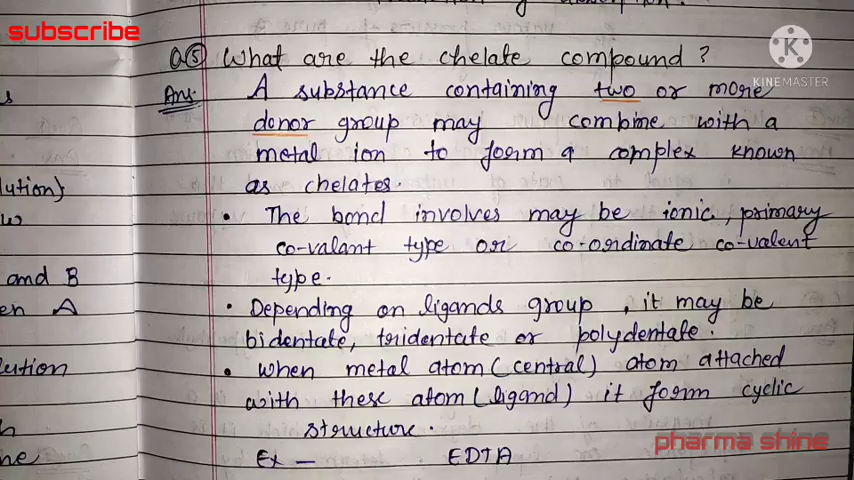 subscribe
Q(5) What are the chelate compound ?
KINEMASTER
Ans:- A substance containing two or more
donor group may combine with a
metal ion to form a complex known
as chelates.
• The bond involves may be ionic, primary
co-valant type or co-ordinate co-valent
type.
• Depending on ligands group, it may be
bidentate, tridentate or polydentate.
• when metal atom (central) atom attached
with these atom (ligand) it form cyclic
structure.
Ex — EDTA
pharma shine
s
lution)
and B
en A
lution
ne